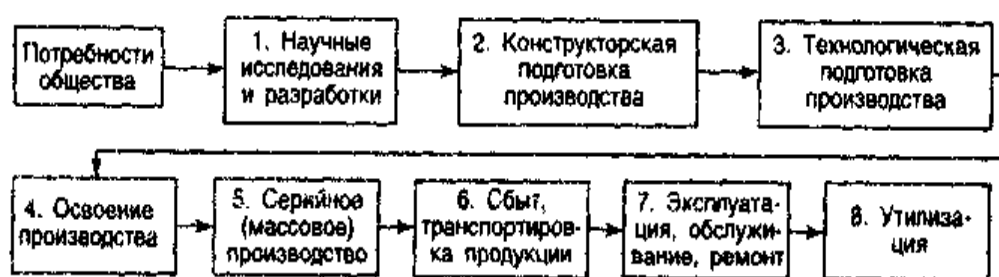 Потребности
общества
1. Научные
исследования
и разработки
2. Конструкторская
подготовка
производства
3. Технологическая
подготовка
производства
4. Освоение
производства
5. Серийное
(массовое)
производство
6. Сбыт,
транспортиров-
ка продукции
7. Эксплуата-
ция, обслужи-
вание, ремонт
8. Утилиза-
ция